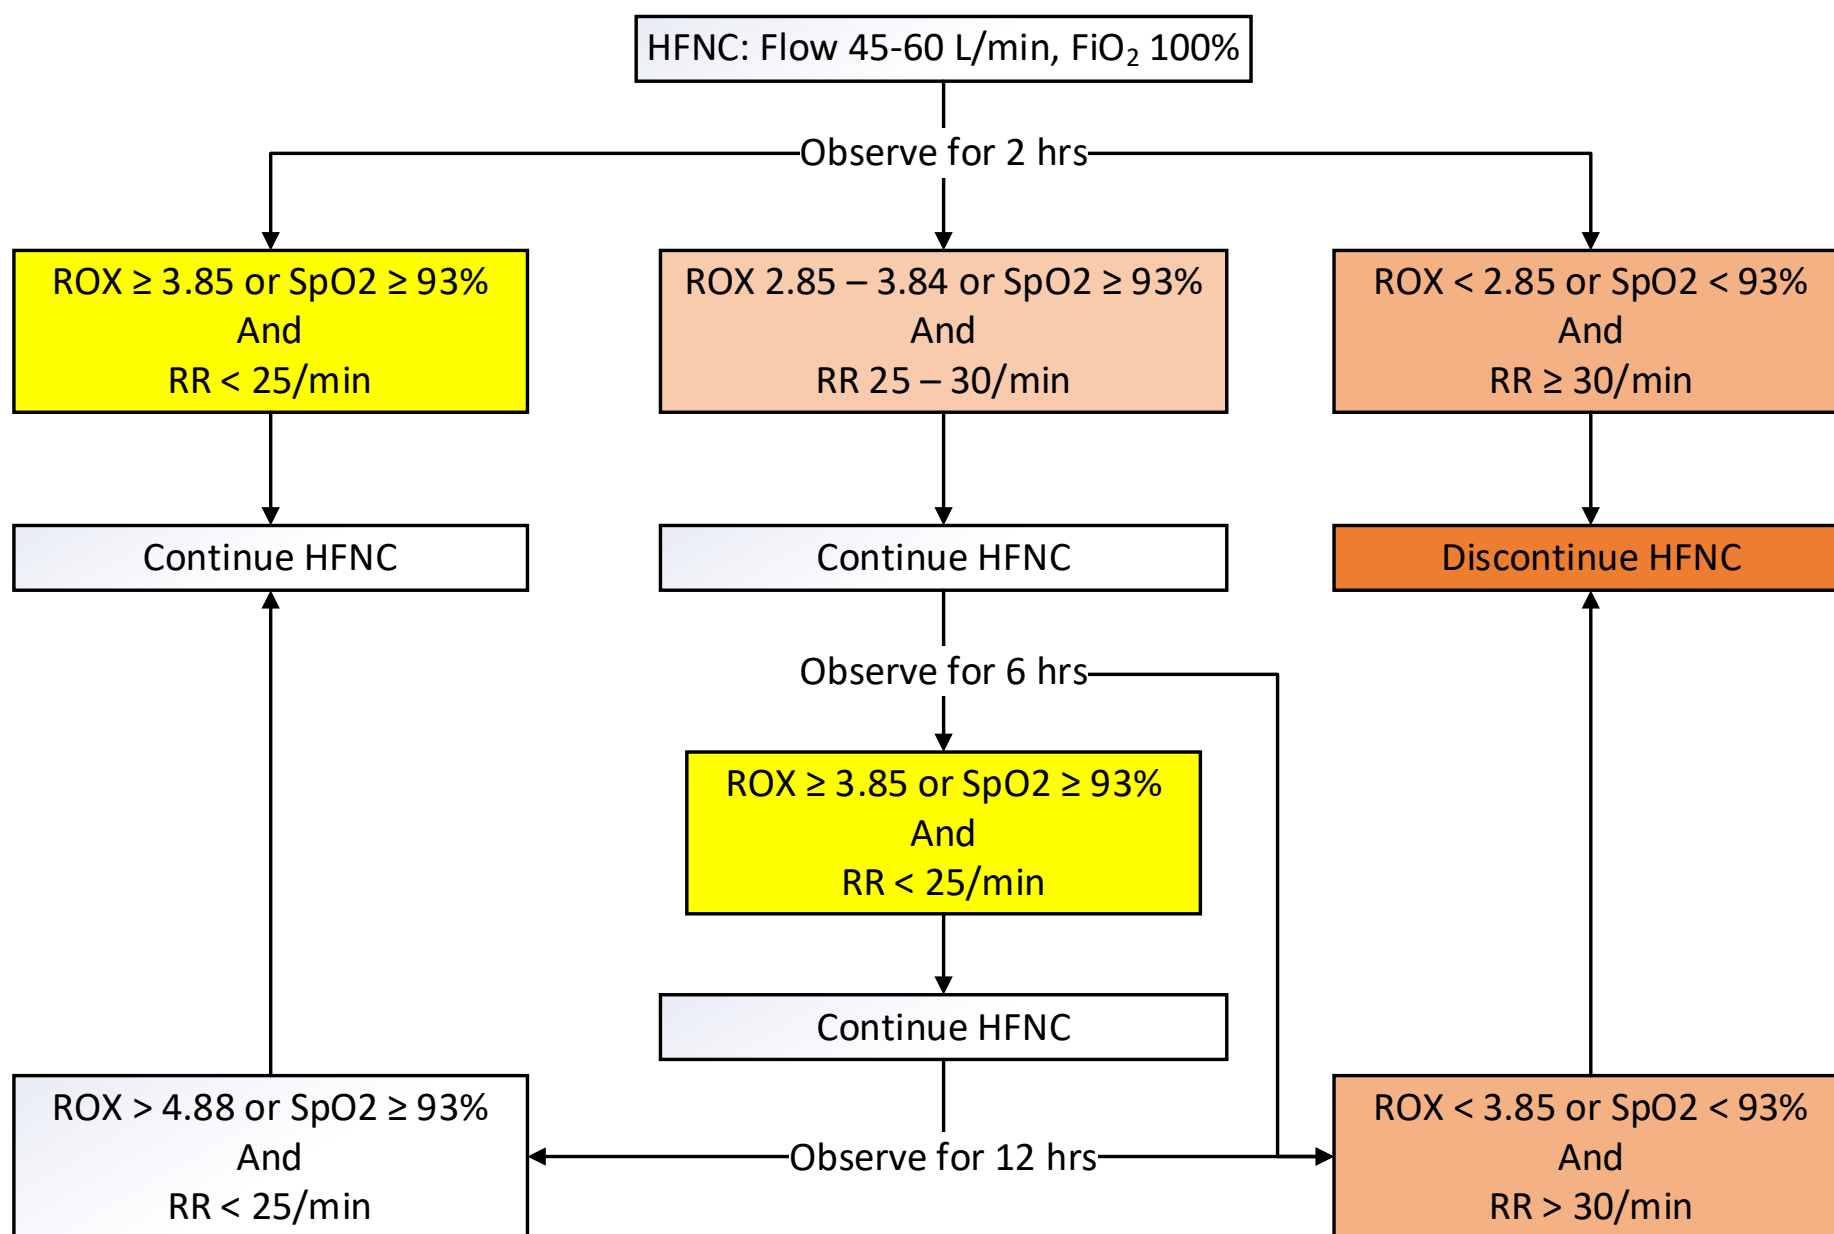 HFNC: Flow 45-60 L/min, FiO₂ 100%
Observe for 2 hrs
ROX ≥ 3.85 or SpO2 ≥ 93%
And
RR < 25/min
ROX 2.85 – 3.84 or SpO2 ≥ 93%
And
RR 25 – 30/min
ROX < 2.85 or SpO2 < 93%
And
RR ≥ 30/min
Continue HFNC
Continue HFNC
Discontinue HFNC
Observe for 6 hrs
ROX ≥ 3.85 or SpO2 ≥ 93%
And
RR < 25/min
Continue HFNC
ROX > 4.88 or SpO2 ≥ 93%
And
RR < 25/min
Observe for 12 hrs
ROX < 3.85 or SpO2 < 93%
And
RR > 30/min